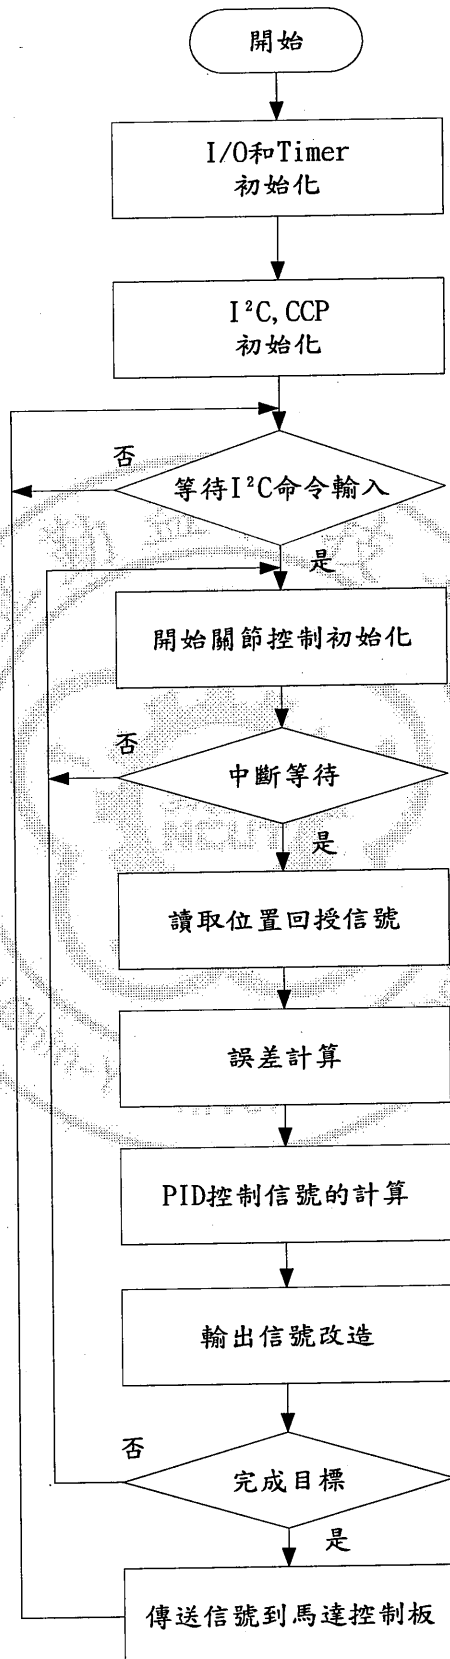 開始
I/O和Timer
初始化
I²C,CCP
初始化
否
等待I²C命令輸入
是
開始關節控制初始化
否
中斷等待
是
讀取位置回授信號
誤差計算
PID控制信號的計算
輸出信號改造
否
完成目標
是
傳送信號到馬達控制板